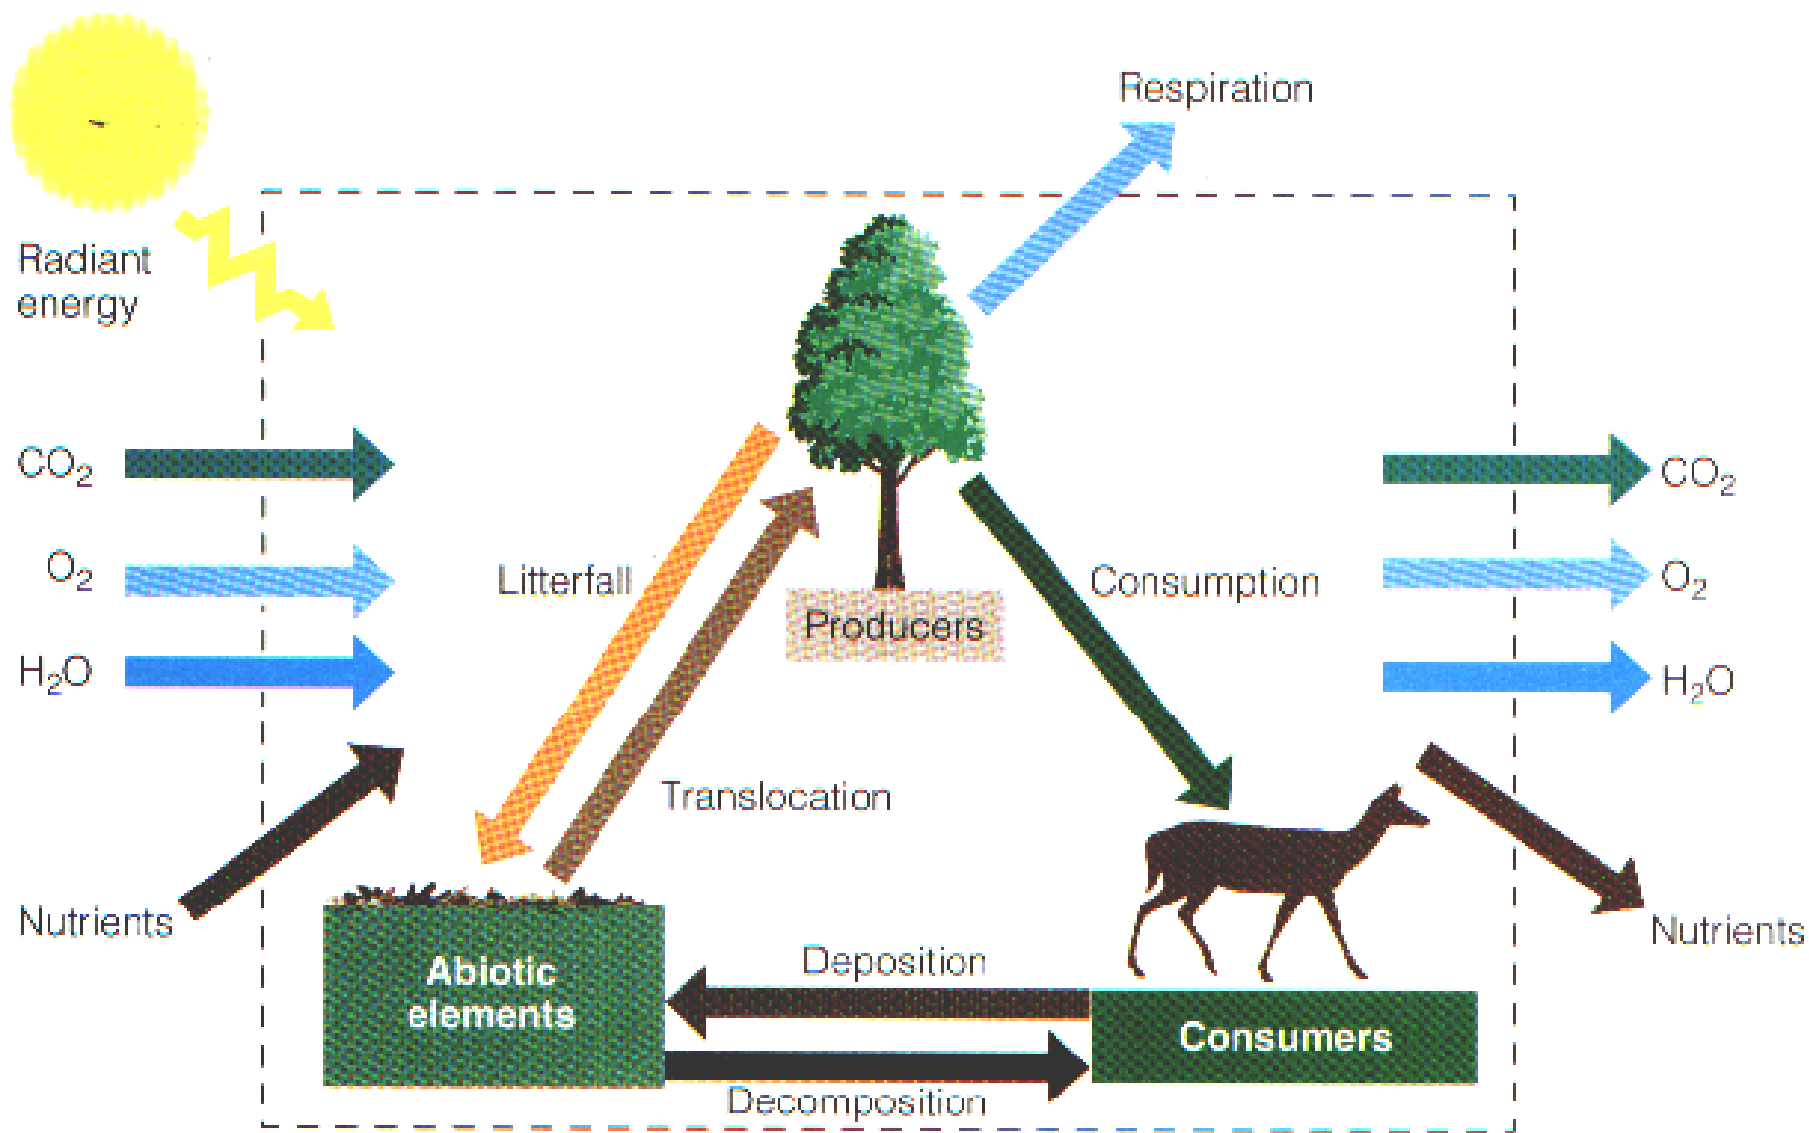 Respiration
Radiant
energy
CO₂
CO₂
O₂
O₂
Litterfall
Consumption
Producers
H₂O
H₂O
Translocation
Nutrients
Nutrients
Abiotic
elements
Deposition
Consumers
Decomposition